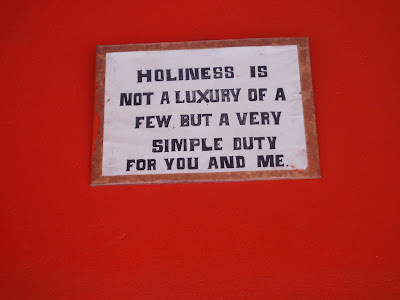 HOLINESS IS
NOT A LUXURY OF A
FEW, BUT A VERY
SIMPLE DUTY
FOR YOU AND ME.